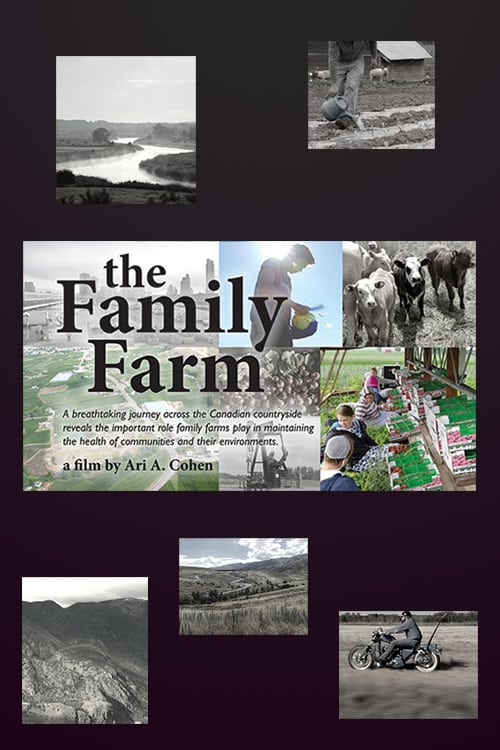 the
Family
Farm
A breathtaking journey across the Canadian countryside
reveals the important role family farms play in maintaining
the health of communities and their environments.
a film by Ari A. Cohen